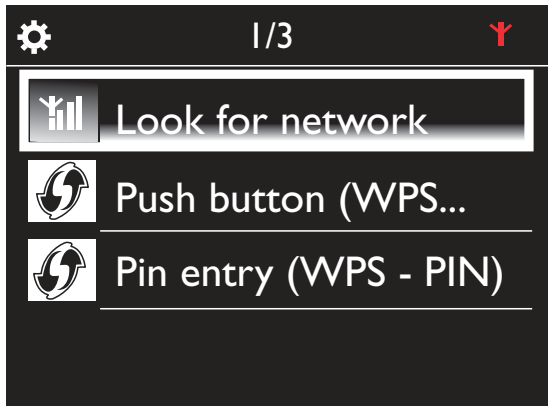 1/3
Look for network
Push button (WPS...
Pin entry (WPS - PIN)